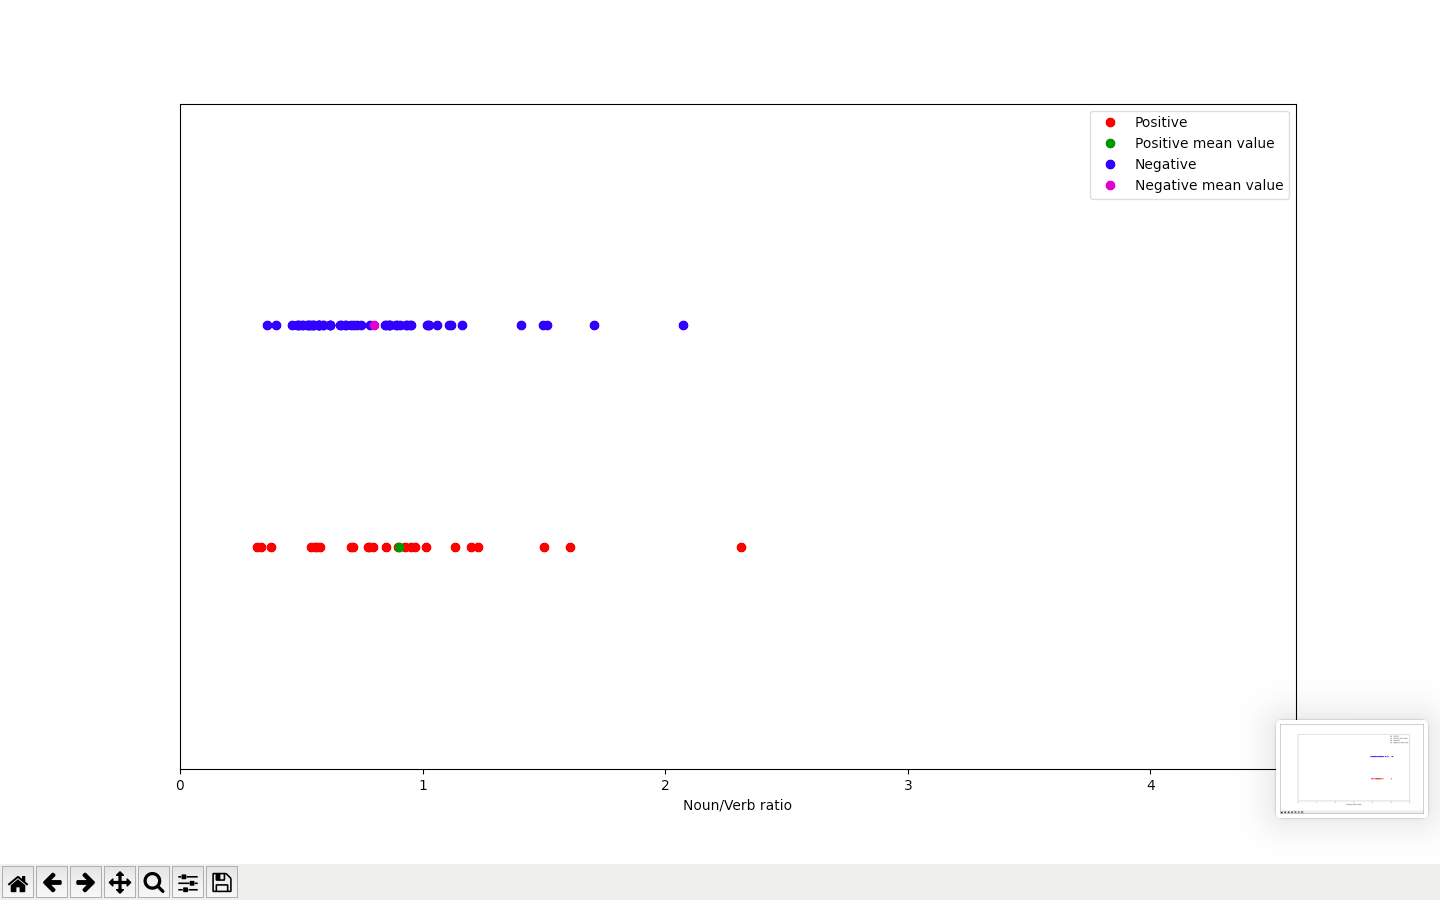 Positive
Positive mean value
Negative
Negative mean value
0 1 2 3 4
Noun/Verb ratio